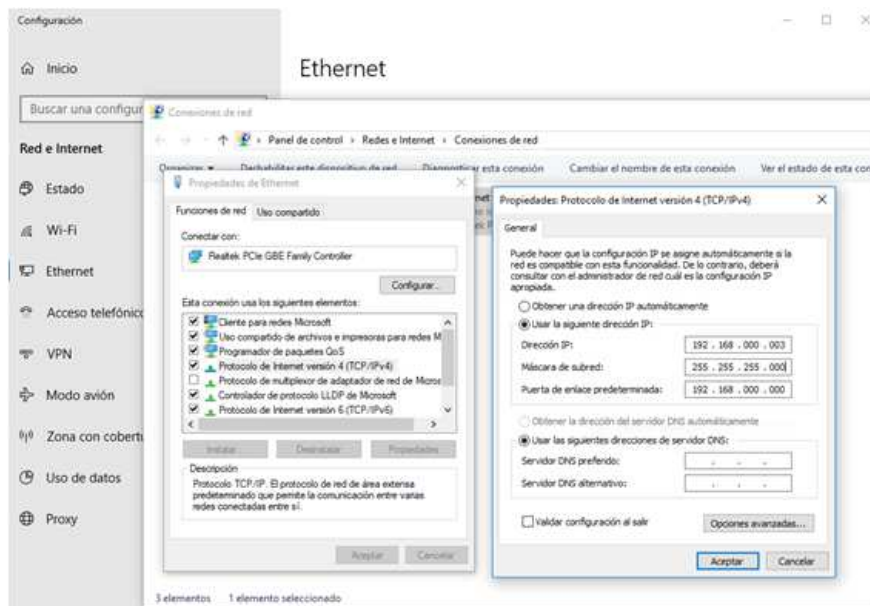 Configuración
Inicio
Buscar una configur
Red e Internet
Estado
Wi-Fi
Ethernet
Acceso telefónico
VPN
Modo avión
Zona con cobertu
Uso de datos
Proxy
Ethernet
Conexiones de red
Panel de control > Redes e Internet > Conexiones de red
Organizar
Deshabilitar este dispositivo de red
Diagnosticar esta conexión
Cambiar el nombre de esta conexión
Ver el estado de esta con
Propiedades de Ethernet
Funciones de red
Uso compartido
Conectar con:
Realtek PCIe GBE Family Controller
Configurar...
Esta conexión usa los siguientes elementos:
Cliente para redes Microsoft
Uso compartido de archivos e impresoras para redes M
Programador de paquetes QoS
Protocolo de Internet versión 4 (TCP/IPv4)
Protocolo de multiplexor de adaptador de red de Micros
Controlador de protocolo LLDP de Microsoft
Protocolo de Internet versión 6 (TCP/IPv6)
Instalar...
Desinstalar
Propiedades
Descripción
Protocolo TCP/IP. El protocolo de red de área extensa
predeterminado que permite la comunicación entre varias
redes conectadas entre sí.
Aceptar
Cancelar
Propiedades: Protocolo de Internet versión 4 (TCP/IPv4)
General
Puede hacer que la configuración IP se asigne automáticamente si la
red es compatible con esta funcionalidad. De lo contrario, deberá
consultar con el administrador de red cuál es la configuración IP
apropiada.
Obtener una dirección IP automáticamente
Usar la siguiente dirección IP:
Dirección IP:
192 . 168 . 000 . 003
Máscara de subred:
255 . 255 . 255 . 000
Puerta de enlace predeterminada:
192 . 168 . 000 . 000
Obtener la dirección del servidor DNS automáticamente
Usar las siguientes direcciones de servidor DNS:
Servidor DNS preferido:
Servidor DNS alternativo:
Validar configuración al salir
Opciones avanzadas...
Aceptar
Cancelar
3 elementos
1 elemento seleccionado